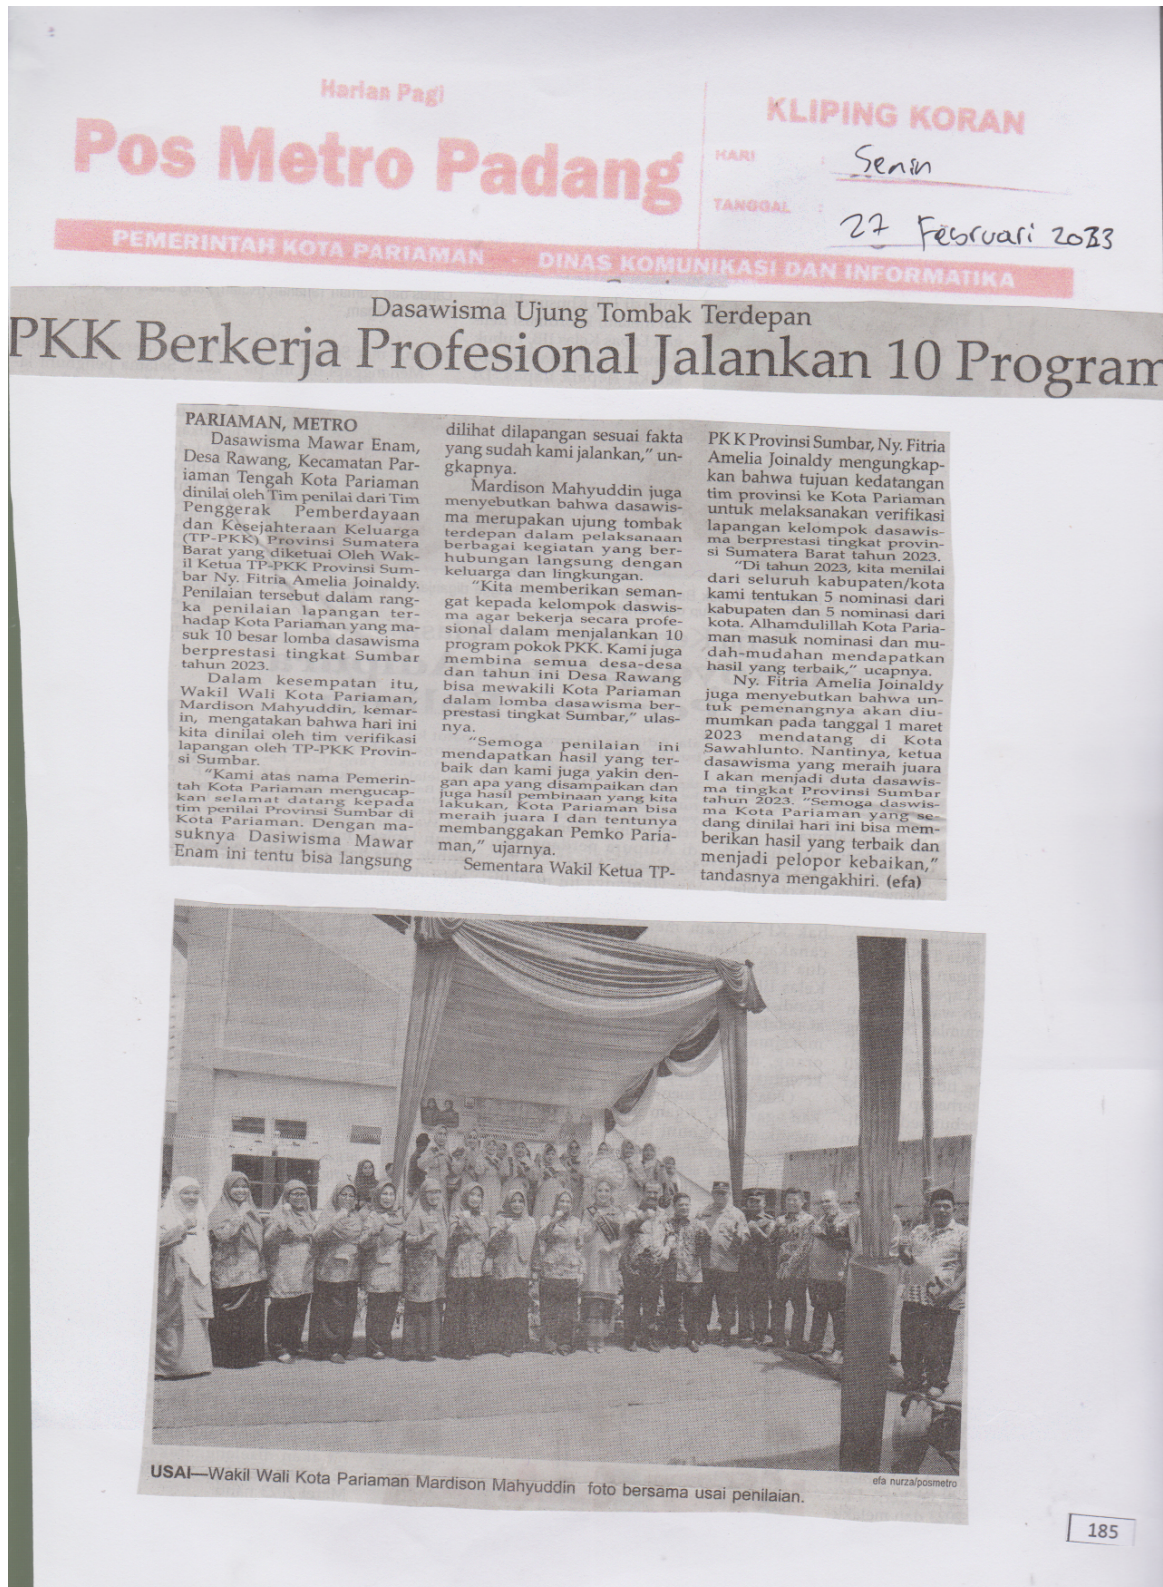 Harian Pagi
Pos Metro Padang
KLIPING KORAN
HARI : Senin
TANGGAL : 27 Februari 2023
PEMERINTAH KOTA PARIAMAN DINAS KOMUNIKASI DAN INFORMATIKA
Dasawisma Ujung Tombak Terdepan
PKK Berkerja Profesional Jalankan 10 Program
PARIAMAN, METRO
Dasawisma Mawar Enam,
Desa Rawang, Kecamatan Par-
iaman Tengah Kota Pariaman
dinilai oleh Tim penilai dari Tim
Penggerak Pemberdayaan
dan Kesejahteraan Keluarga
(TP-PKK) Provinsi Sumatera
Barat yang diketuai Oleh Wak-
il Ketua TP-PKK Provinsi Sum-
bar Ny. Fitria Amelia Joinaldy.
Penilaian tersebut dalam rang-
ka penilaian lapangan ter-
hadap Kota Pariaman yang ma-
suk 10 besar lomba dasawisma
berprestasi tingkat Sumbar
tahun 2023.
Dalam kesempatan itu,
Wakil Wali Kota Pariaman,
Mardison Mahyuddin, kemar-
in, mengatakan bahwa hari ini
kita dinilai oleh tim verifikasi
lapangan oleh TP-PKK Provin-
si Sumbar.
"Kami atas nama Pemerin-
tah Kota Pariaman mengucap-
kan selamat datang kepada
tim penilai Provinsi Sumbar di
Kota Pariaman. Dengan ma-
suknya Dasiwisma Mawar
Enam ini tentu bisa langsung
dilihat dilapangan sesuai fakta
yang sudah kami jalankan," un-
gkapnya.
Mardison Mahyuddin juga
menyebutkan bahwa dasawis-
ma merupakan ujung tombak
terdepan dalam pelaksanaan
berbagai kegiatan yang ber-
hubungan langsung dengan
keluarga dan lingkungan.
"Kita memberikan seman-
gat kepada kelompok daswis-
ma agar bekerja secara profe-
sional dalam menjalankan 10
program pokok PKK. Kami juga
membina semua desa-desa
dan tahun ini Desa Rawang
bisa mewakili Kota Pariaman
dalam lomba dasawisma ber-
prestasi tingkat Sumbar," ulas-
nya.
"Semoga penilaian ini
mendapatkan hasil yang ter-
baik dan kami juga yakin den-
gan apa yang disampaikan dan
juga hasil pembinaan yang kita
lakukan, Kota Pariaman bisa
meraih juara I dan tentunya
membanggakan Pemko Paria-
man," ujarnya.
Sementara Wakil Ketua TP-
PK K Provinsi Sumbar, Ny. Fitria
Amelia Joinaldy mengungkap-
kan bahwa tujuan kedatangan
tim provinsi ke Kota Pariaman
untuk melaksanakan verifikasi
lapangan kelompok dasawis-
ma berprestasi tingkat provin-
si Sumatera Barat tahun 2023.
"Di tahun 2023, kita menilai
dari seluruh kabupaten/kota
kami tentukan 5 nominasi dari
kabupaten dan 5 nominasi dari
kota. Alhamdulillah Kota Paria-
man masuk nominasi dan mu-
dah-mudahan mendapatkan
hasil yang terbaik," ucapnya.
Ny. Fitria Amelia Joinaldy
juga menyebutkan bahwa un-
tuk pemenangnya akan diu-
mumkan pada tanggal 1 maret
2023 mendatang di Kota
Sawahlunto. Nantinya, ketua
dasawisma yang meraih juara
I akan menjadi duta dasawis-
ma tingkat Provinsi Sumbar
tahun 2023. "Semoga daswis-
ma Kota Pariaman yang se-
dang dinilai hari ini bisa mem-
berikan hasil yang terbaik dan
menjadi pelopor kebaikan,"
tandasnya mengakhiri. (efa)
efa nurza/posmetro
USAI—Wakil Wali Kota Pariaman Mardison Mahyuddin foto bersama usai penilaian.
185